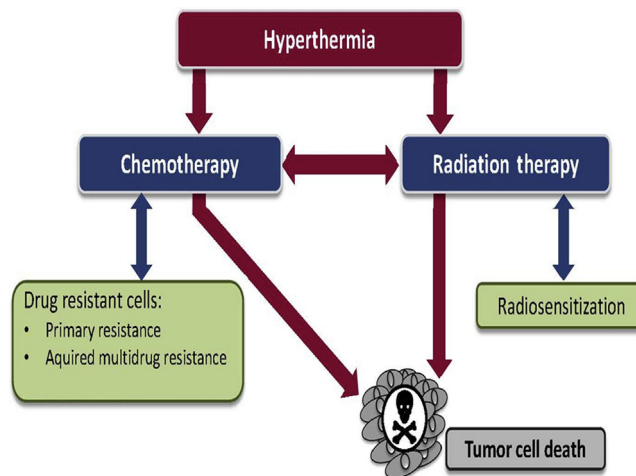 Hyperthermia
Chemotherapy
Radiation therapy
Drug resistant cells:
• Primary resistance
• Aquired multidrug resistance
Radiosensitization
Tumor cell death